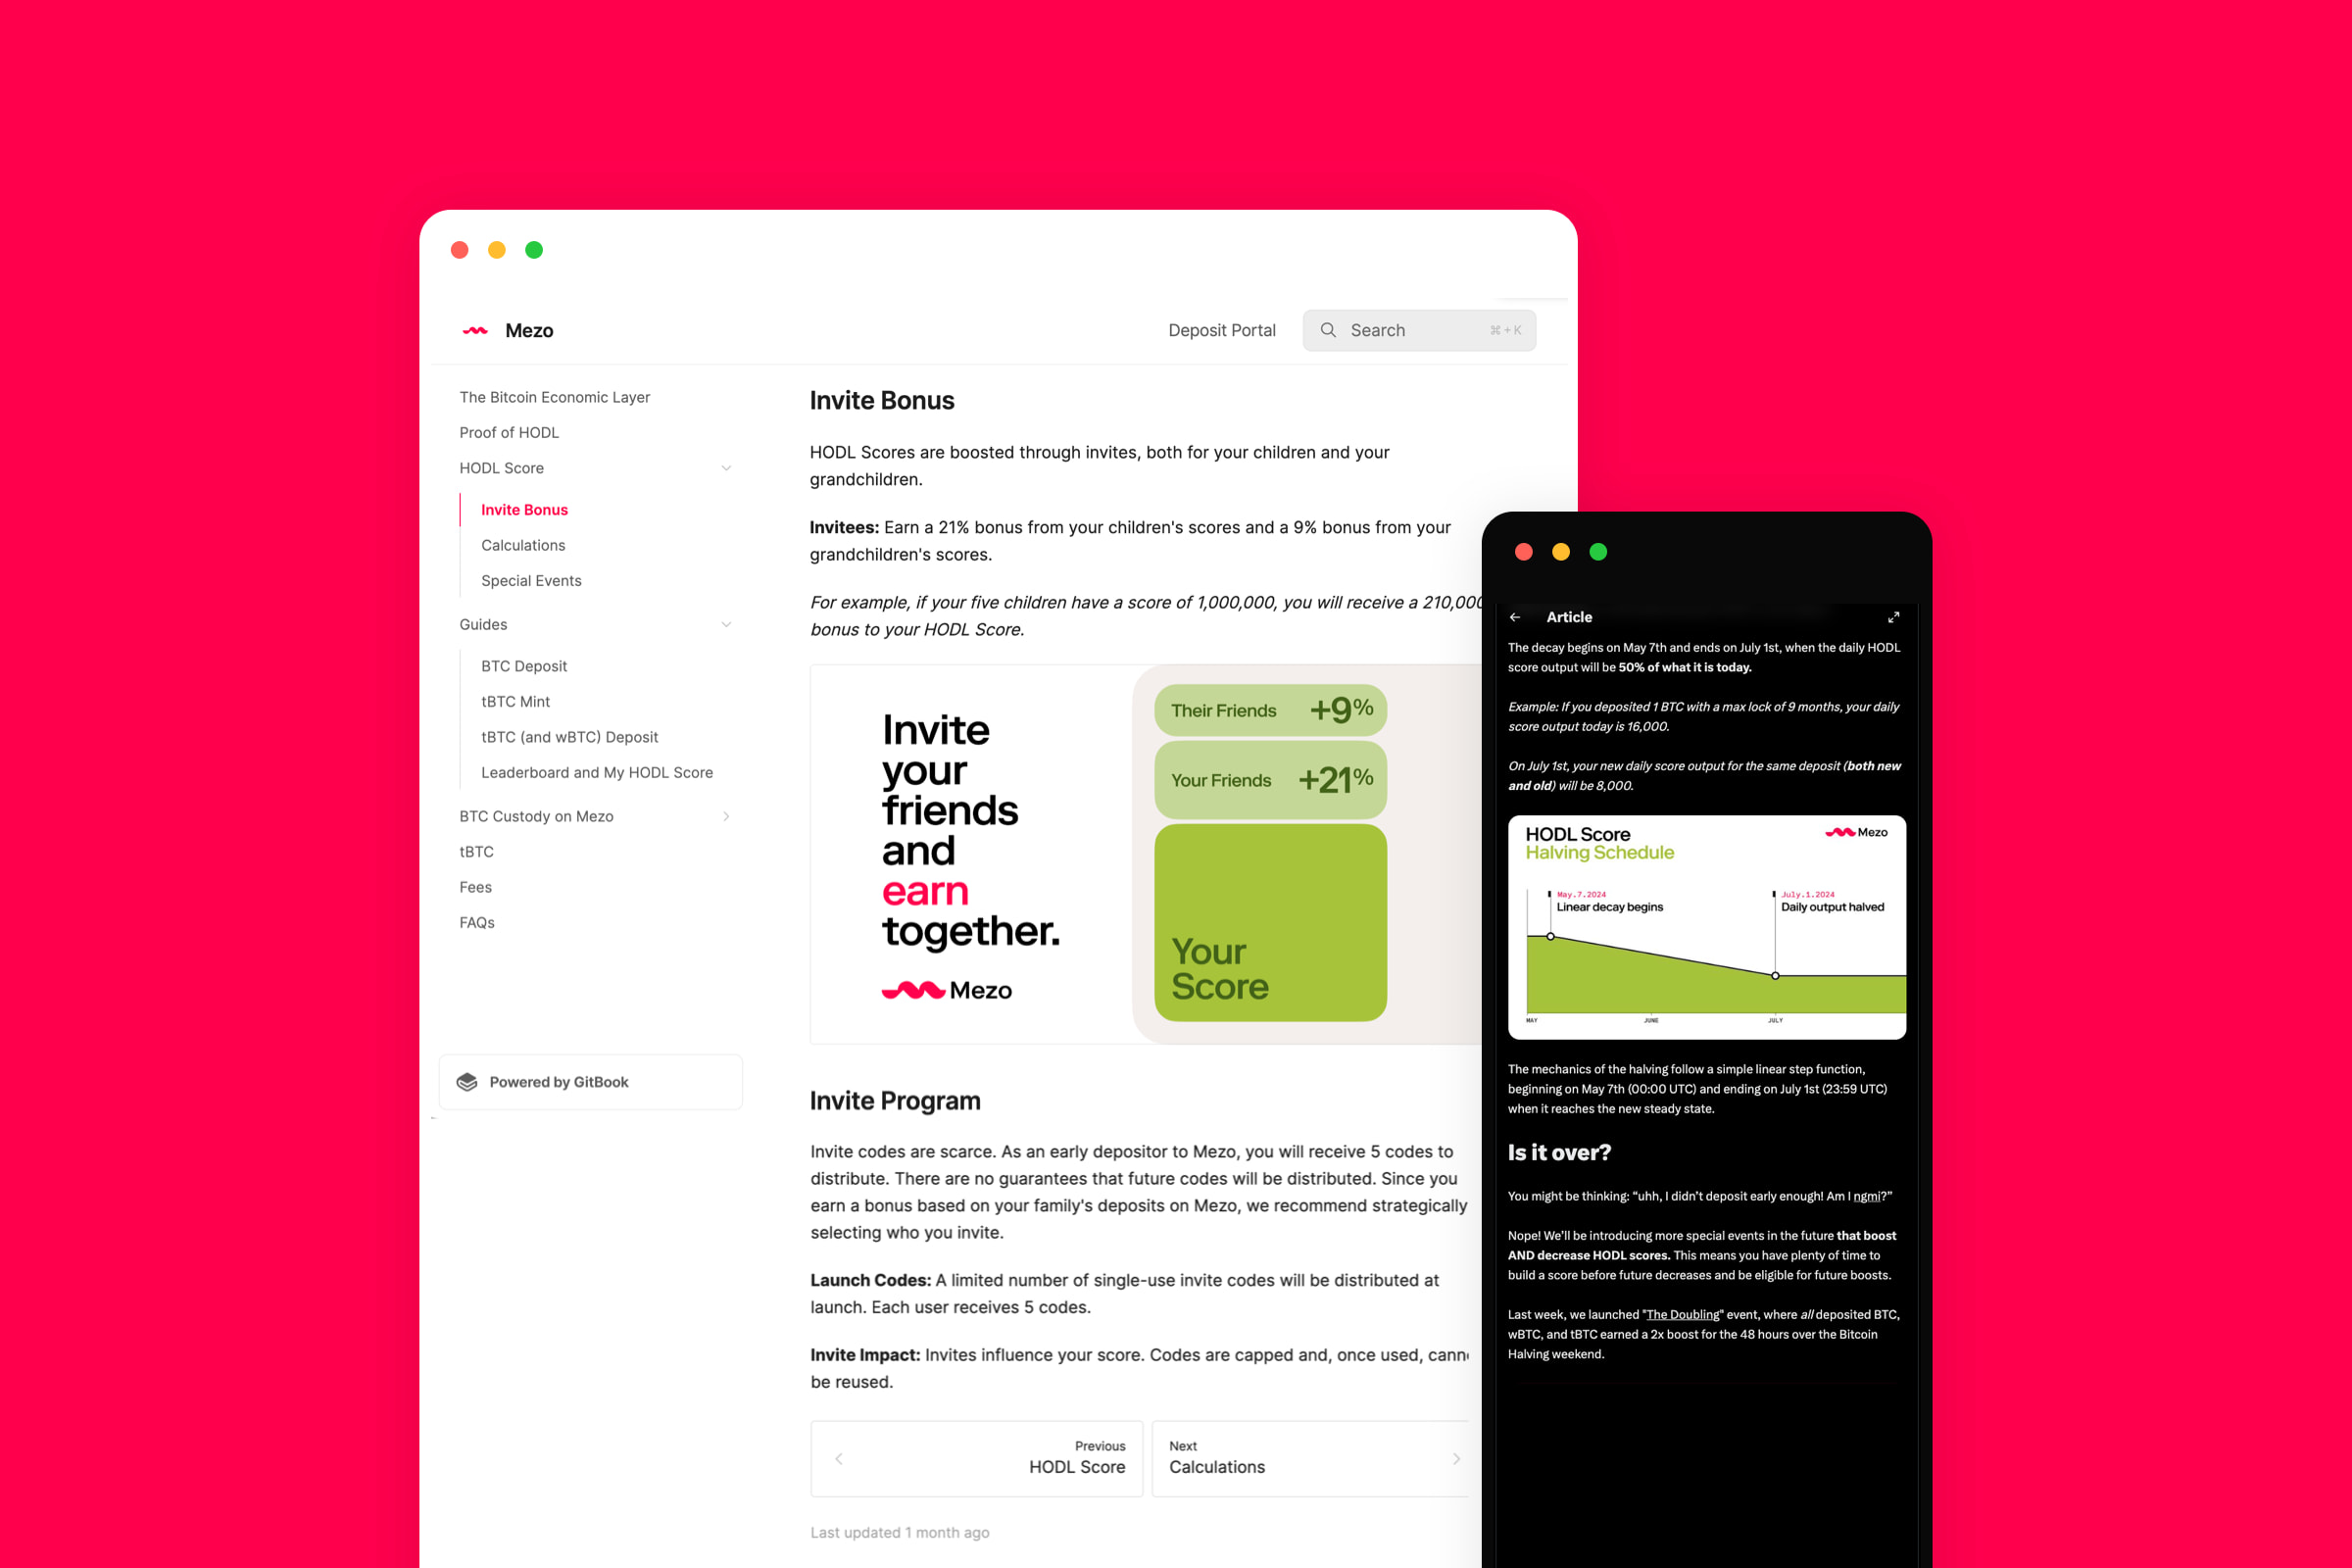 Mezo
Deposit Portal
Search
⌘ + K
The Bitcoin Economic Layer
Proof of HODL
HODL Score
Invite Bonus
Calculations
Special Events
Guides
BTC Deposit
tBTC Mint
tBTC (and wBTC) Deposit
Leaderboard and My HODL Score
BTC Custody on Mezo
tBTC
Fees
FAQs
Powered by GitBook
Invite Bonus
HODL Scores are boosted through invites, both for your children and your
grandchildren.
Invitees: Earn a 21% bonus from your children's scores and a 9% bonus from your
grandchildren's scores.
For example, if your five children have a score of 1,000,000, you will receive a 210,000
bonus to your HODL Score.
Invite
your
friends
and
earn
together.
Mezo
Their Friends +9%
Your Friends +21%
Your
Score
Invite Program
Invite codes are scarce. As an early depositor to Mezo, you will receive 5 codes to
distribute. There are no guarantees that future codes will be distributed. Since you
earn a bonus based on your family's deposits on Mezo, we recommend strategically
selecting who you invite.
Launch Codes: A limited number of single-use invite codes will be distributed at
launch. Each user receives 5 codes.
Invite Impact: Invites influence your score. Codes are capped and, once used,
be reused.
Previous
HODL Score
Next
Calculations
Last updated 1 month ago
Article
The decay begins on May 7th and ends on July 1st, when the daily HODL
score output will be 50% of what it is today.
Example: If you deposited 1 BTC with a max lock of 9 months, your daily
score output today is 16,000.
On July 1st, your new daily score output for the same deposit (both new
and old) will be 8,000.
HODL Score
Halving Schedule
Mezo
May.7.2024
Linear decay begins
July.1.2024
Daily output halved
MAY
JUNE
JULY
The mechanics of the halving follow a simple linear step function,
beginning on May 7th (00:00 UTC) and ending on July 1st (23:59 UTC)
when it reaches the new steady state.
Is it over?
You might be thinking: “uhh, I didn’t deposit early enough! Am I ngmi?”
Nope! We’ll be introducing more special events in the future that boost
AND decrease HODL scores. This means you have plenty of time to
build a score before future decreases and be eligible for future boosts.
Last week, we launched "The Doubling" event, where all deposited BTC,
wBTC, and tBTC earned a 2x boost for the 48 hours over the Bitcoin
Halving weekend.